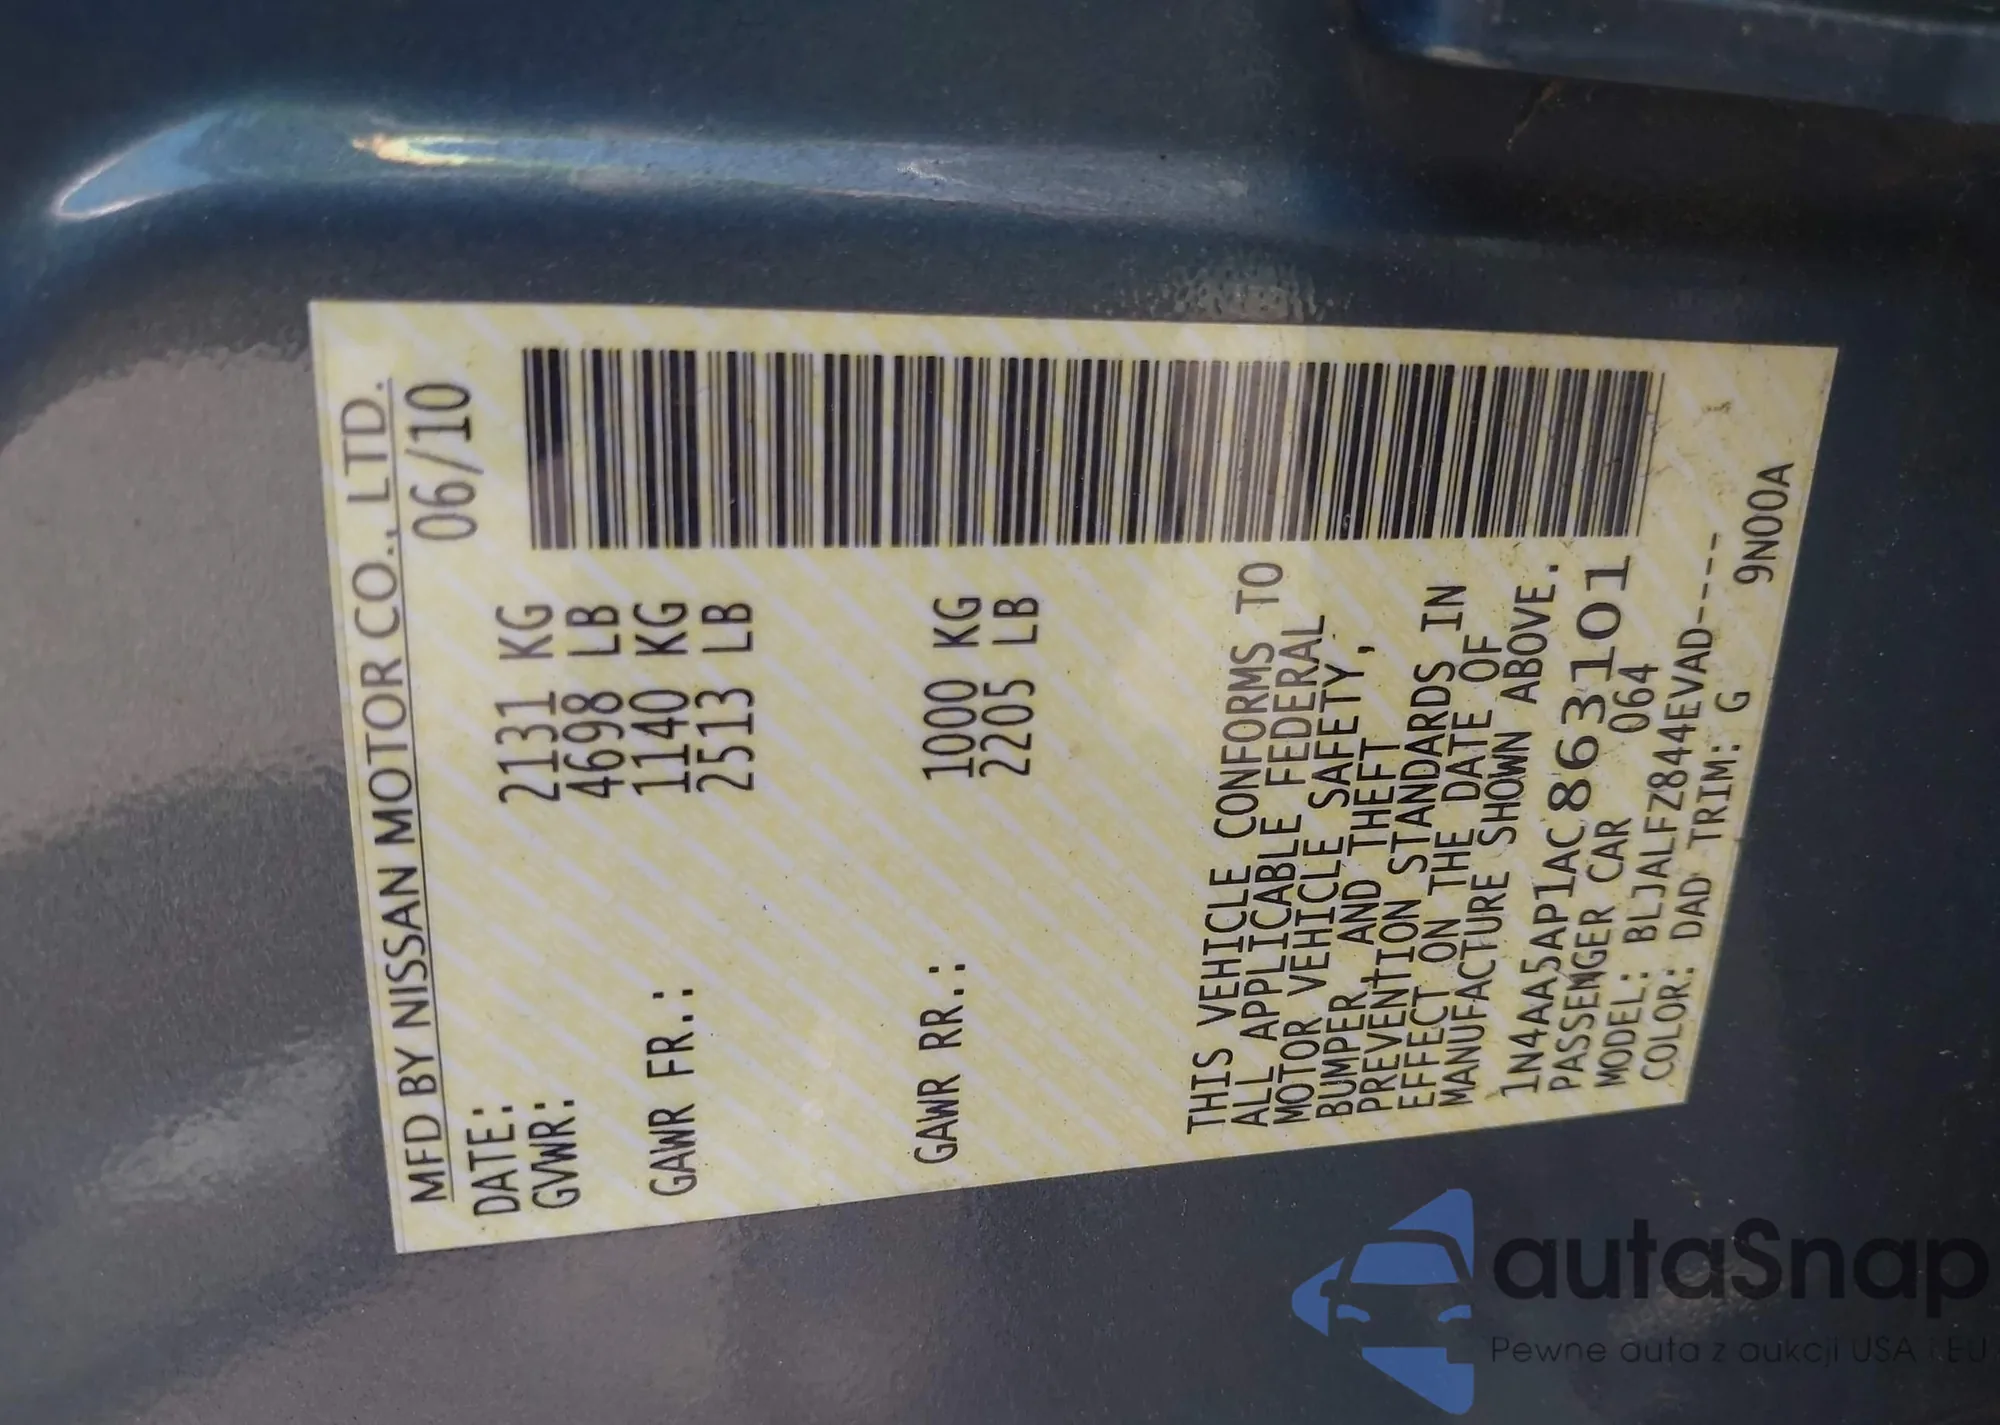 MFD BY NISSAN MOTOR CO., LTD.
DATE: 06/10
GVWR: 2131 KG
4698 LB
GAWR FR.: 1140 KG
2513 LB
GAWR RR.: 1000 KG
2205 LB
THIS VEHICLE CONFORMS TO
ALL APPLICABLE FEDERAL
MOTOR VEHICLE SAFETY,
BUMPER AND THEFT
PREVENTION STANDARDS IN
EFFECT ON THE DATE OF
MANUFACTURE SHOWN ABOVE.
1N4AA5AP1AC863101
PASSENGER CAR 064
MODEL: BLJALFZ844EVAD----
COLOR: DAD TRIM: G 9N00A
autaSnap
Pewne auta z aukcji USA i EU